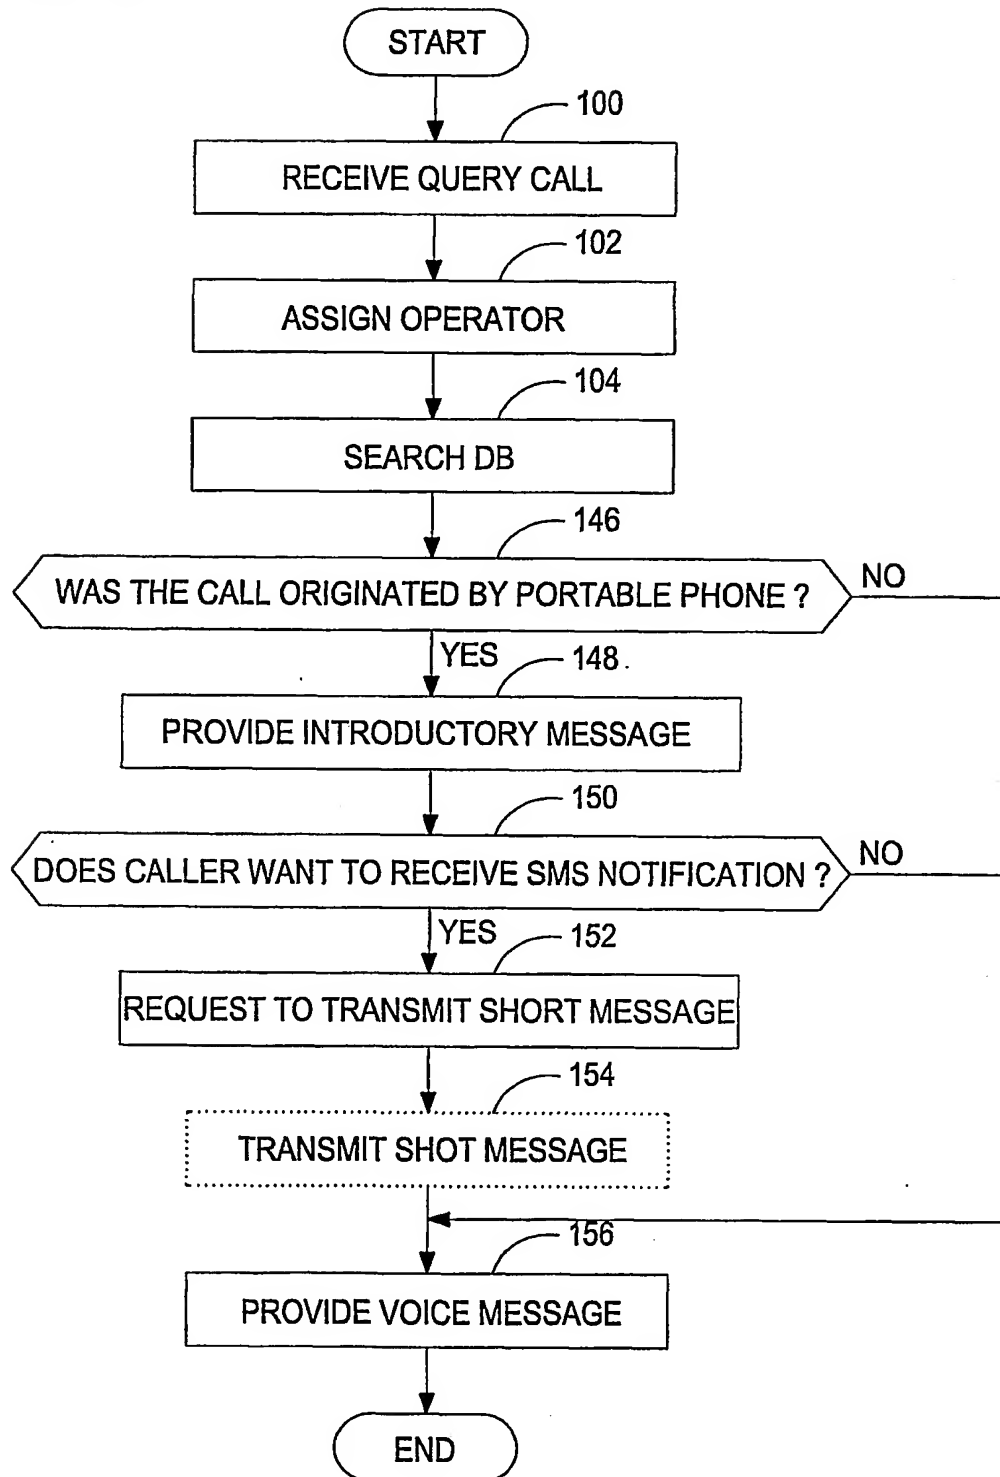 START
100
RECEIVE QUERY CALL
102
ASSIGN OPERATOR
104
SEARCH DB
146
WAS THE CALL ORIGINATED BY PORTABLE PHONE ?
NO
YES
148
PROVIDE INTRODUCTORY MESSAGE
150
DOES CALLER WANT TO RECEIVE SMS NOTIFICATION ?
NO
YES
152
REQUEST TO TRANSMIT SHORT MESSAGE
154
TRANSMIT SHOT MESSAGE
156
PROVIDE VOICE MESSAGE
END